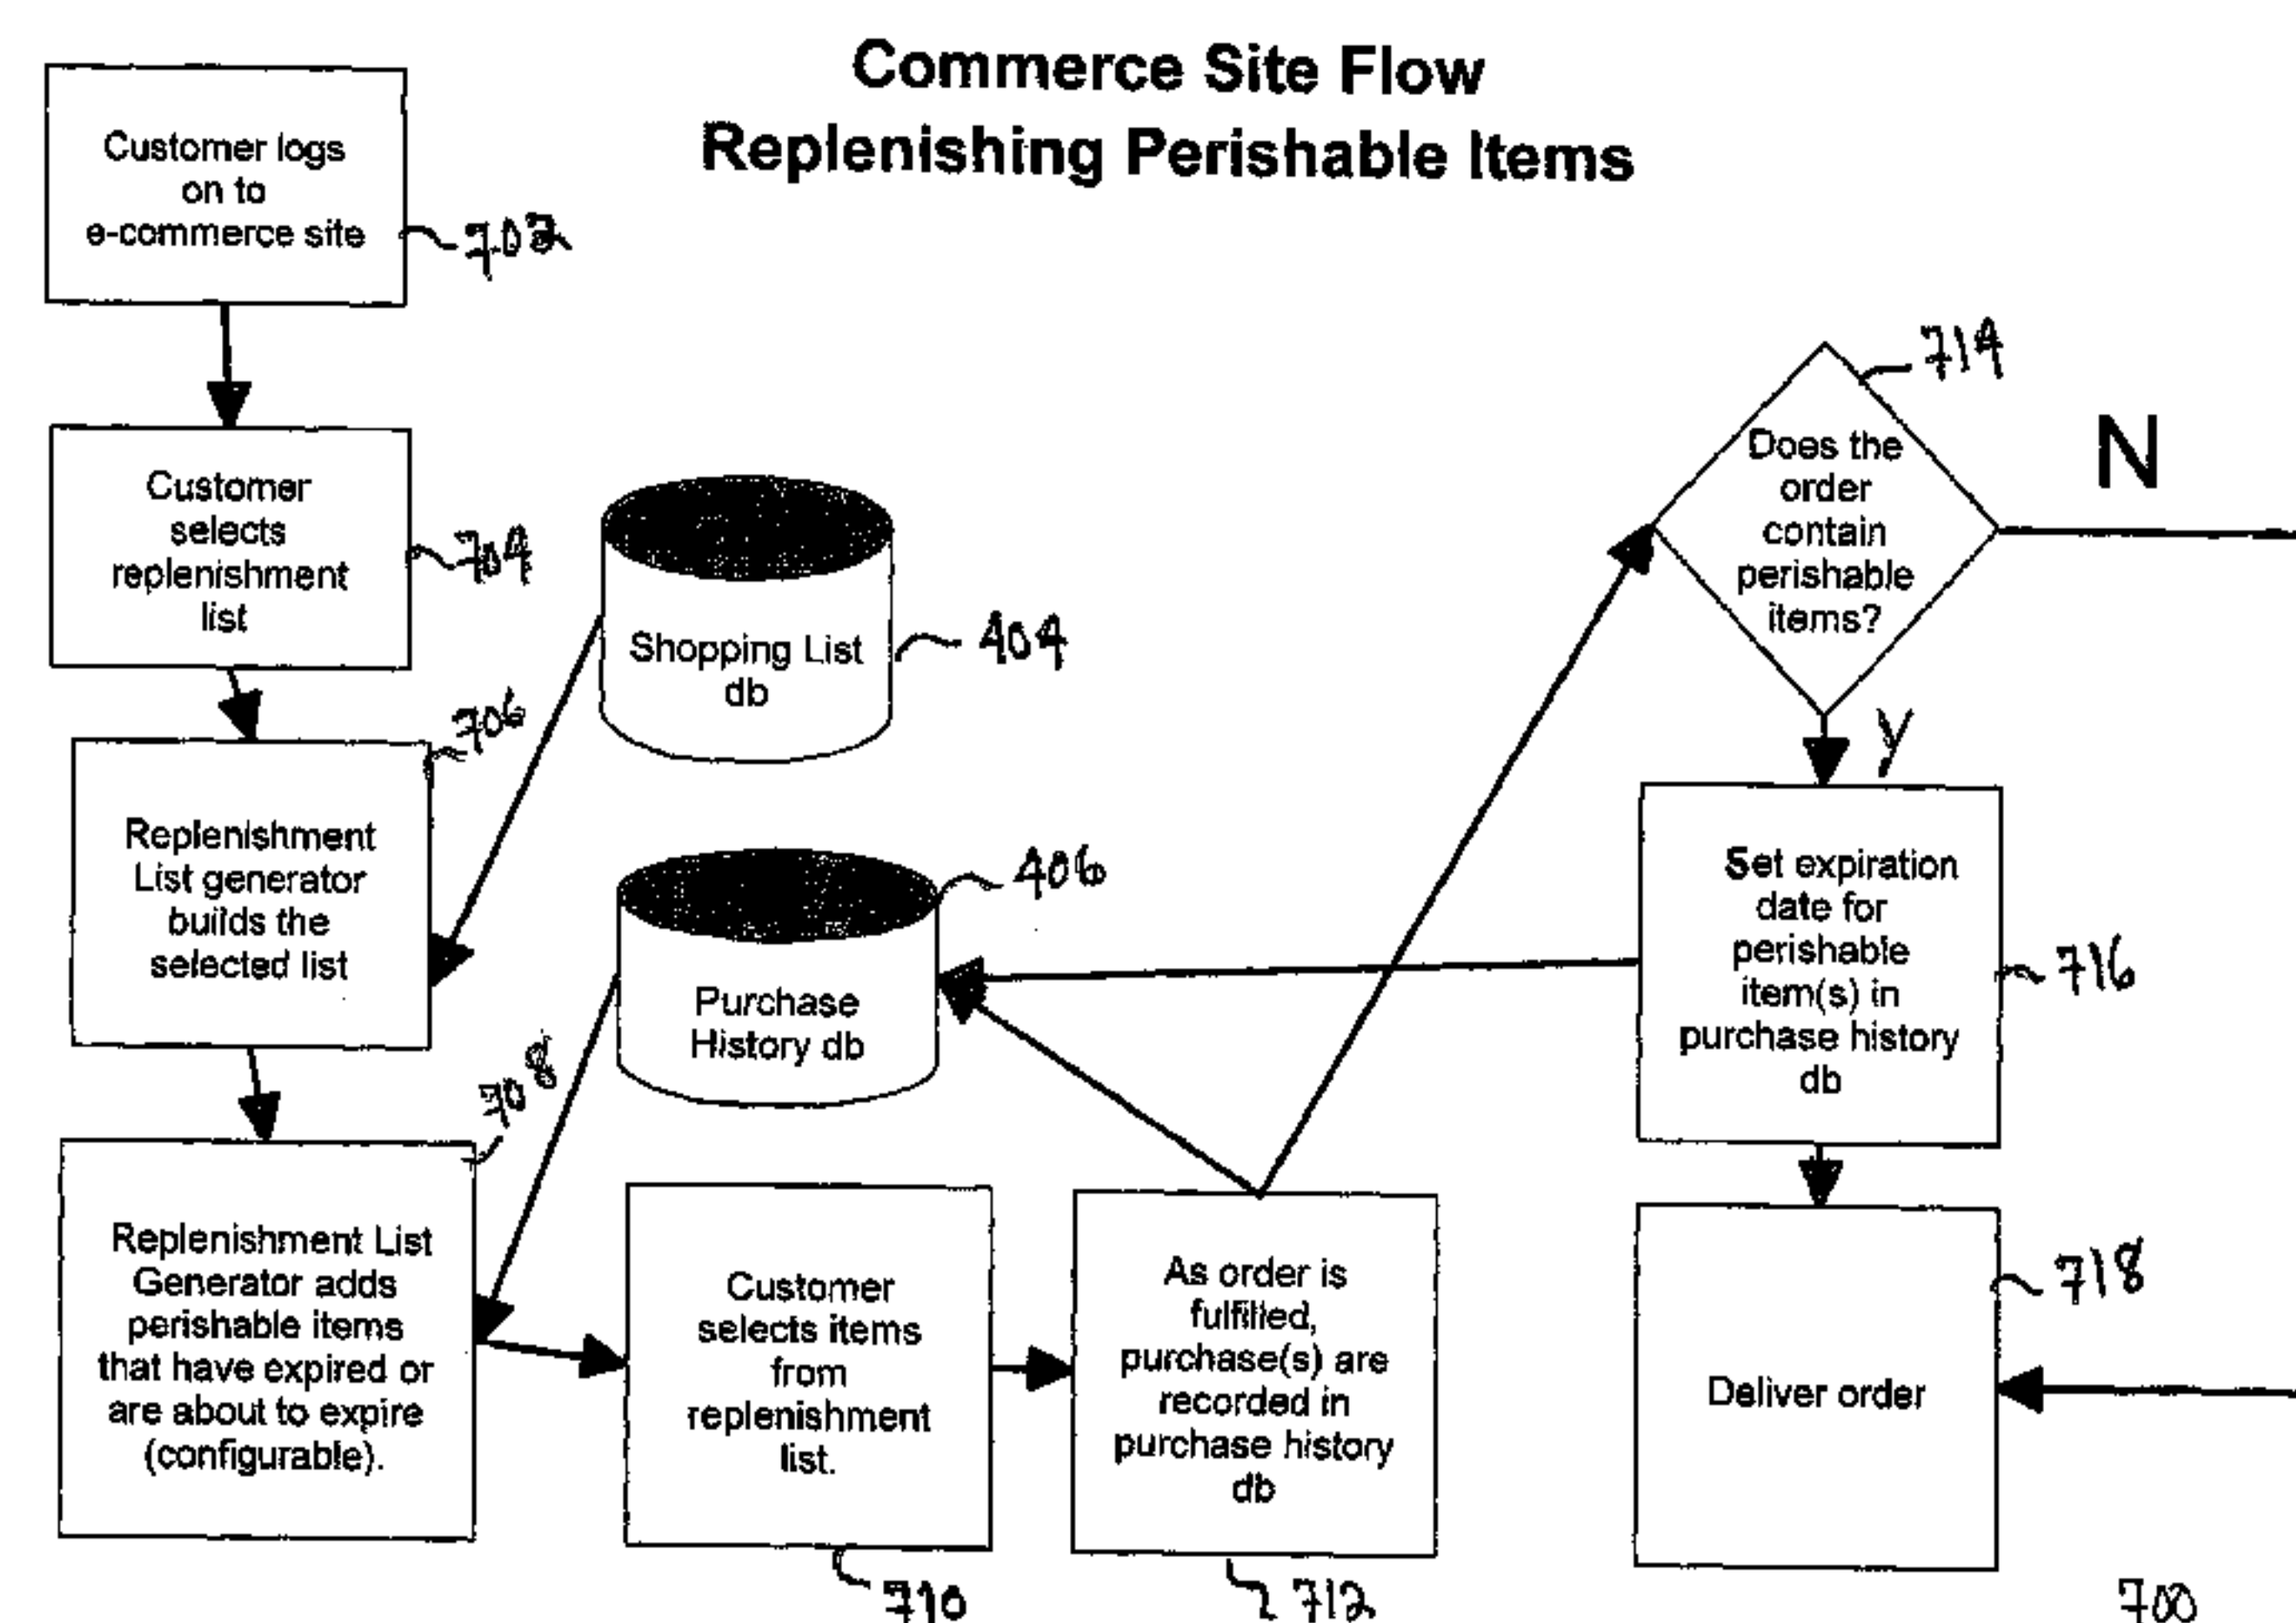 Commerce Site Flow
Replenishing Perishable Items
Customer logs
on to
e-commerce site
702
Customer
selects
replenishment
list
704
Replenishment
List generator
builds the
selected list
706
Shopping List
db
404
Purchase
History db
406
Replenishment List
Generator adds
perishable items
that have expired or
are about to expire
(configurable).
708
Customer
selects items
from
replenishment
list.
710
As order is
fulfilled,
purchase(s) are
recorded in
purchase history
db
712
Does the
order
contain
perishable
items?
714
N
Y
Set expiration
date for
perishable
item(s) in
purchase history
db
716
Deliver order
718
700